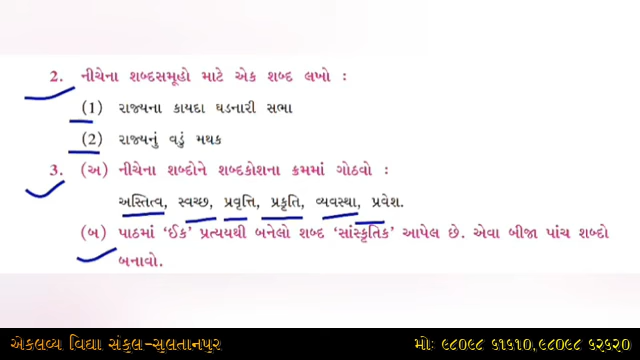 2. નીચેના શબ્દસમૂહો માટે એક શબ્દ લખો :
(1) રાજ્યના કાયદા ઘડનારી સભા
(2) રાજ્યનું વડું મથક
3. (અ) નીચેના શબ્દોને શબ્દકોશના ક્રમમાં ગોઠવો :
અસ્તિત્વ, સ્વચ્છ, પ્રવૃત્તિ, પ્રકૃતિ, વ્યવસ્થા, પ્રવેશ.
(બ) પાઠમાં ‘ઈક’ પ્રત્યયથી બનેલો શબ્દ ‘સાંસ્કૃતિક’ આપેલ છે. એવા બીજા પાંચ શબ્દો
બનાવો.
એકલવ્ય વિદ્યા સંકુલ-સુલતાનપુર મોઃ ૯૮૦૯૮ ૬૧૬૧૦,૯૮૦૯૮ ૬૨૬૨૦